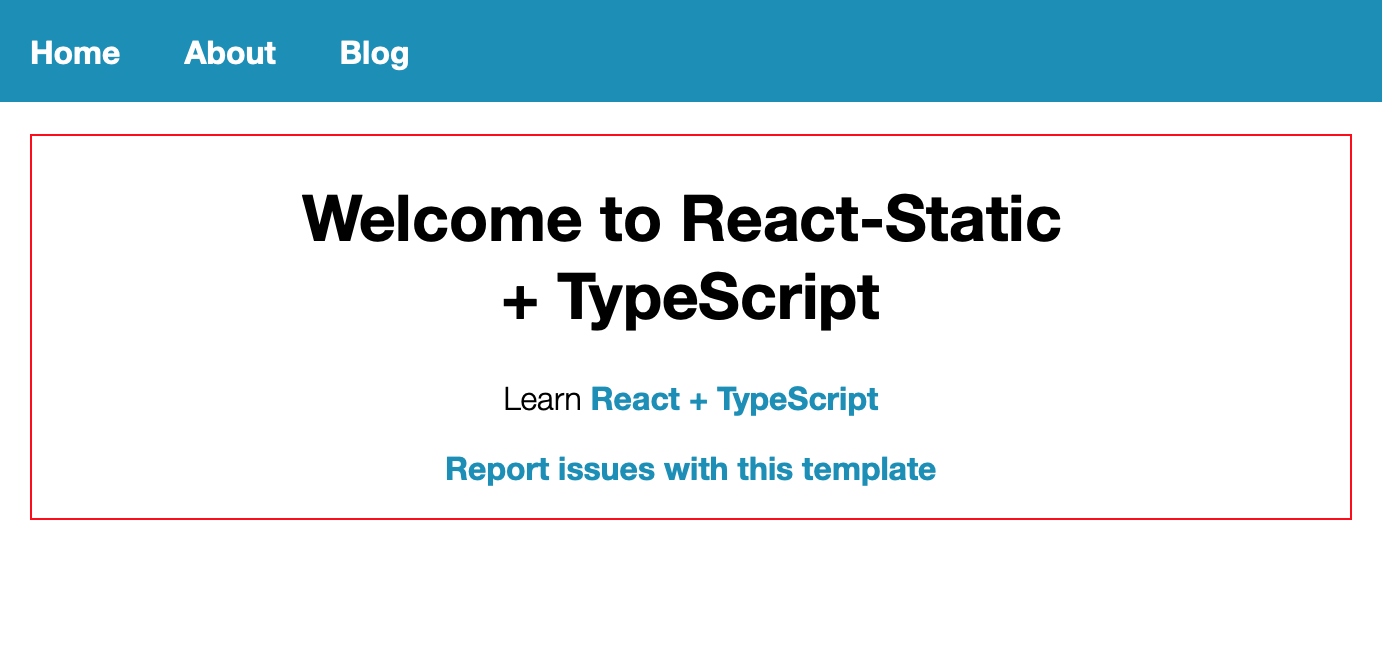 Home About Blog
Welcome to React-Static
+ TypeScript
Learn React + TypeScript
Report issues with this template